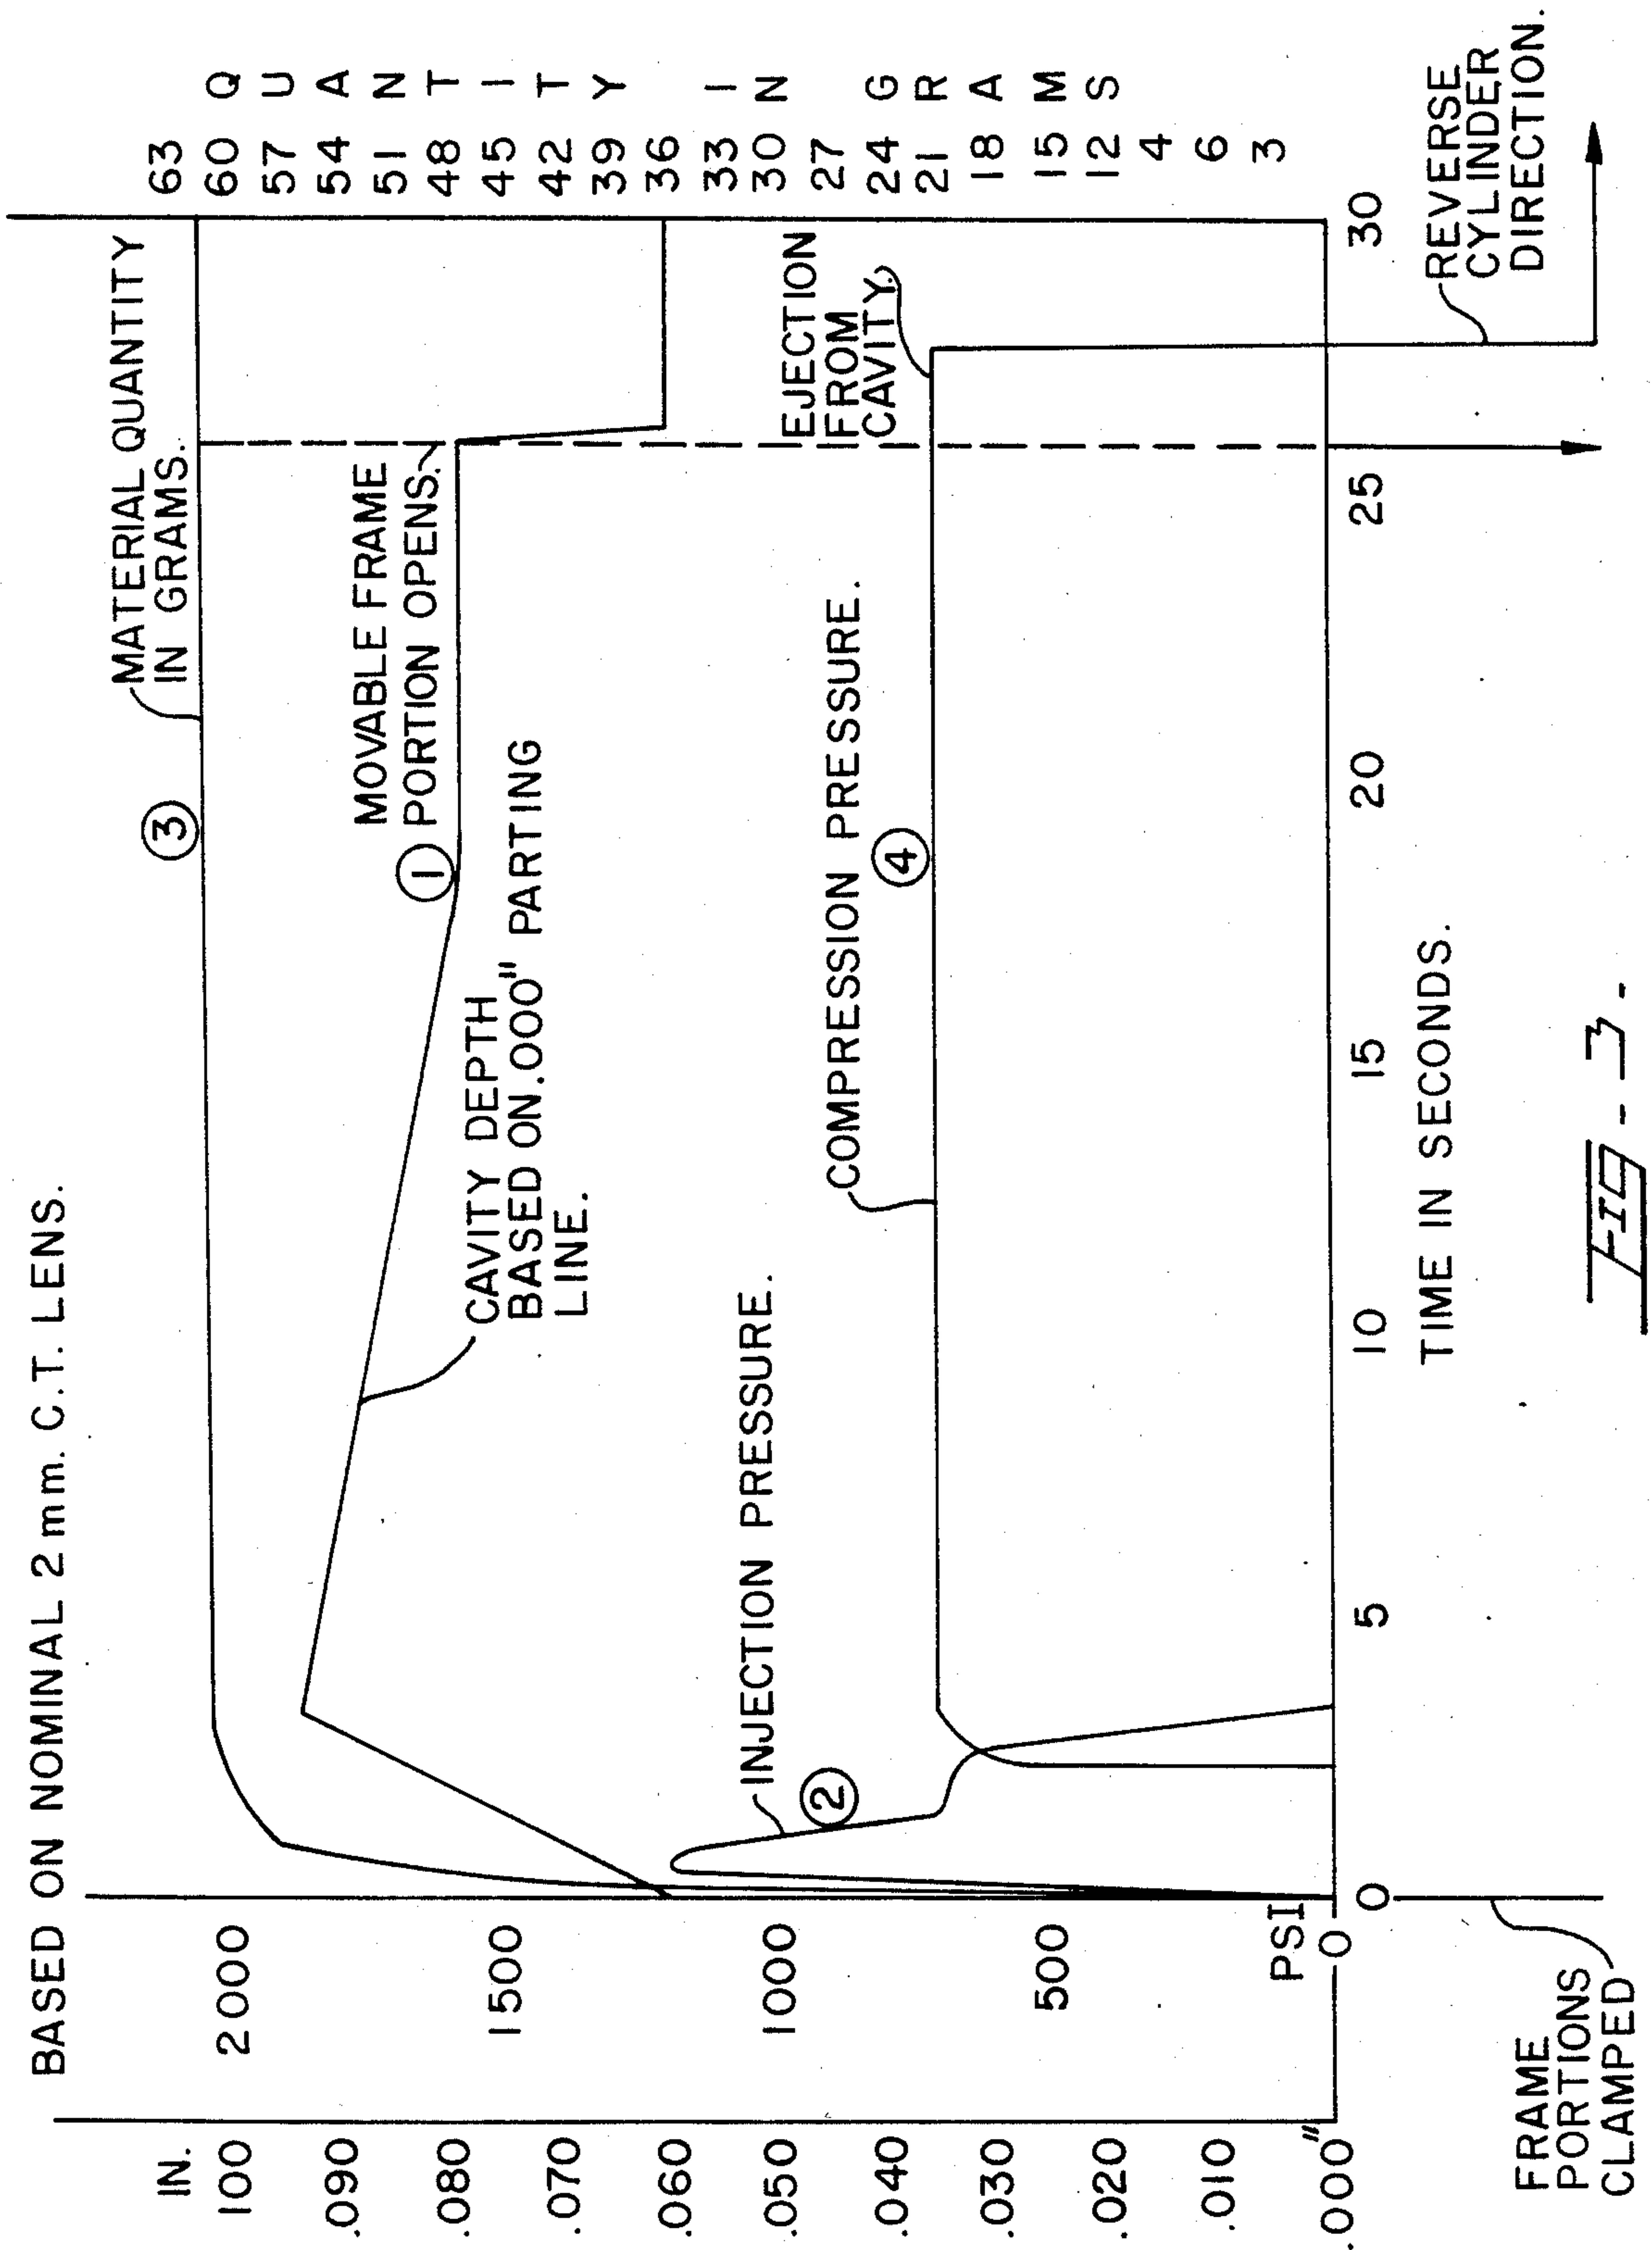 BASED ON NOMINAL 2 mm. C.T. LENS.
IN.
100
.090
.080
.070
.060
.050
.040
.030
.020
.010
.000"
2000
1500
1000
500
PSI
0
MATERIAL QUANTITY
IN GRAMS.
3
MOVABLE FRAME
PORTION OPENS.
1
CAVITY DEPTH
BASED ON .000" PARTING
LINE.
INJECTION PRESSURE.
2
COMPRESSION PRESSURE.
4
EJECTION
FROM
CAVITY.
63
60 Q
57 U
54 A
51 N
48 T
45 I
42 T
39 Y
36
33 I
30 N
27
24 G
21 R
18 A
15 M
12 S
4
6
3
0
5
10
15
20
25
30
TIME IN SECONDS.
FRAME
PORTIONS
CLAMPED
REVERSE
CYLINDER
DIRECTION.
FIG-3-